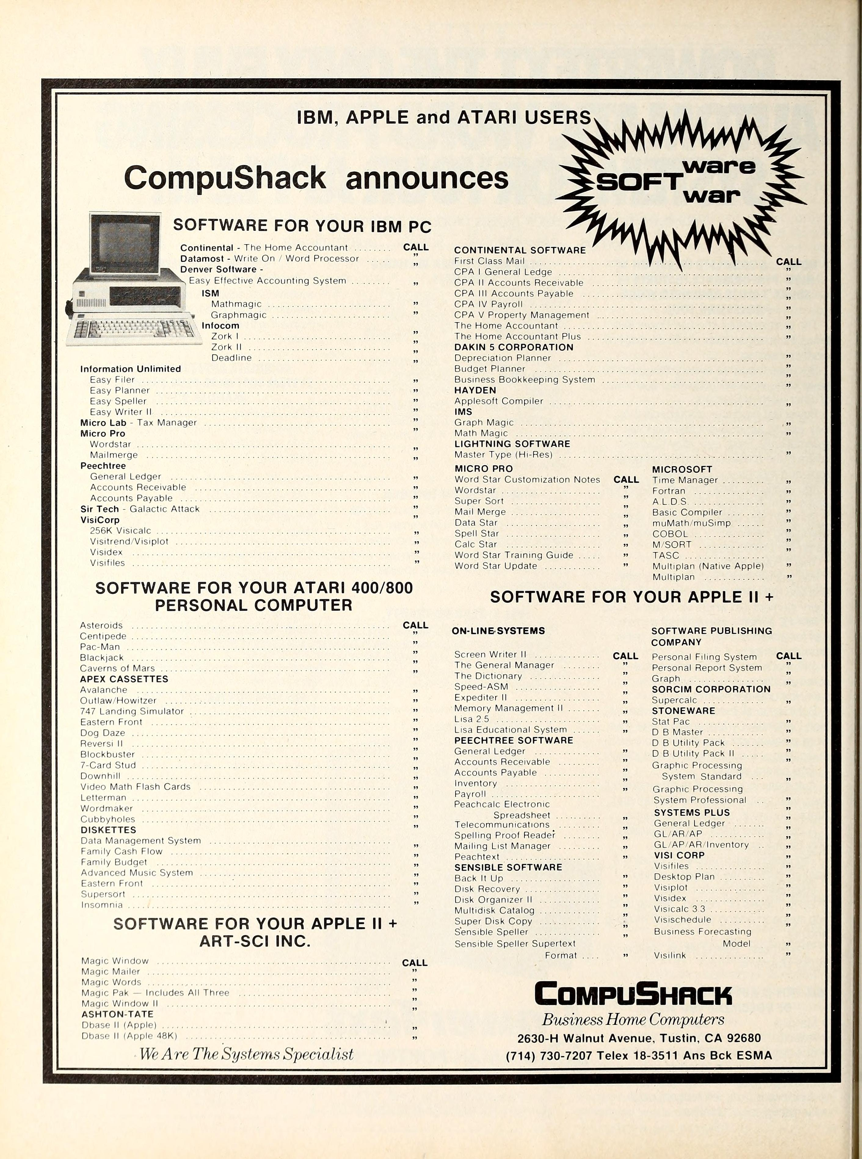 IBM, APPLE and ATARI USERS
CompuShack announces
SOFTware war
SOFTWARE FOR YOUR IBM PC
Continental - The Home Accountant ........ CALL
Datamost - Write On / Word Processor ..... "
Denver Software -
Easy Effective Accounting System ........ "
ISM
Mathmagic ........ "
Graphmagic ........ "
Infocom
Zork I ........ "
Zork II ........ "
Deadline ........ "
Information Unlimited
Easy Filer ........ "
Easy Planner ........ "
Easy Speller ........ "
Easy Writer II ........ "
Micro Lab - Tax Manager ........ "
Micro Pro
Wordstar ........ "
Mailmerge ........ "
Peechtree
General Ledger ........ "
Accounts Receivable ........ "
Accounts Payable ........ "
Sir Tech - Galactic Attack ........ "
VisiCorp
256K Visicalc ........ "
Visitrend/Visiplot ........ "
Visidex ........ "
Visifiles ........ "
SOFTWARE FOR YOUR ATARI 400/800
PERSONAL COMPUTER
Asteroids ........ CALL
Centipede ........ "
Pac-Man ........ "
Blackjack ........ "
Caverns of Mars ........ "
APEX CASSETTES
Avalanche ........ "
Outlaw/Howitzer ........ "
747 Landing Simulator ........ "
Eastern Front ........ "
Dog Daze ........ "
Reversi II ........ "
Blockbuster ........ "
7-Card Stud ........ "
Downhill ........ "
Video Math Flash Cards ........ "
Letterman ........ "
Wordmaker ........ "
Cubbyholes ........ "
DISKETTES
Data Management System ........ "
Family Cash Flow ........ "
Family Budget ........ "
Advanced Music System ........ "
Eastern Front ........ "
Supersort ........ "
Insomnia ........ "
SOFTWARE FOR YOUR APPLE II +
ART-SCI INC.
Magic Window ........ CALL
Magic Mailer ........ "
Magic Words ........ "
Magic Pak — Includes All Three ........ "
Magic Window II ........ "
ASHTON-TATE
Dbase II (Apple) ........ "
Dbase II (Apple 48K) ........ "
We Are The Systems Specialist
CONTINENTAL SOFTWARE
First Class Mail ........ CALL
CPA I General Ledge ........ "
CPA II Accounts Receivable ........ "
CPA III Accounts Payable ........ "
CPA IV Payroll ........ "
CPA V Property Management ........ "
The Home Accountant ........ "
The Home Accountant Plus ........ "
DAKIN 5 CORPORATION
Depreciation Planner ........ "
Budget Planner ........ "
Business Bookkeeping System ........ "
HAYDEN
Applesoft Compiler ........ "
IMS
Graph Magic ........ "
Math Magic ........ "
LIGHTNING SOFTWARE
Master Type (Hi-Res) ........ "
MICRO PRO
Word Star Customization Notes CALL
Wordstar ........ "
Super Sort ........ "
Mail Merge ........ "
Data Star ........ "
Spell Star ........ "
Calc Star ........ "
Word Star Training Guide ........ "
Word Star Update ........ "
MICROSOFT
Time Manager ........ "
Fortran ........ "
A.L.D.S. ........ "
Basic Compiler ........ "
muMath/muSimp ........ "
COBOL ........ "
M/SORT ........ "
TASC ........ "
Multiplan (Native Apple) "
Multiplan ........ "
SOFTWARE FOR YOUR APPLE II +
ON-LINE-SYSTEMS
Screen Writer II ........ CALL
The General Manager ........ "
The Dictionary ........ "
Speed-ASM ........ "
Expediter II ........ "
Memory Management II ........ "
Lisa 2.5 ........ "
Lisa Educational System ........ "
PEECHTREE SOFTWARE
General Ledger ........ "
Accounts Receivable ........ "
Accounts Payable ........ "
Inventory ........ "
Payroll ........ "
Peachcalc Electronic
Spreadsheet ........ "
Telecommunications ........ "
Spelling Proof Reader ........ "
Mailing List Manager ........ "
Peachtext ........ "
SENSIBLE SOFTWARE
Back It Up ........ "
Disk Recovery ........ "
Disk Organizer II ........ "
Multidisk Catalog ........ "
Super Disk Copy ........ "
Sensible Speller ........ "
Sensible Speller Supertext
Format .... "
SOFTWARE PUBLISHING
COMPANY
Personal Filing System CALL
Personal Report System "
Graph ........ "
SORCIM CORPORATION
Supercalc ........ "
STONEWARE
Stat Pac ........ "
D B Master ........ "
D B Utility Pack ........ "
D B Utility Pack II ..... "
Graphic Processing
System Standard ... "
Graphic Processing
System Professional .. "
SYSTEMS PLUS
General Ledger ...... "
GL/AR/AP ........ "
GL/AP/AR/Inventory .. "
VISI CORP
Visifiles ........ "
Desktop Plan ........ "
Visiplot ........ "
Visidex ........ "
Visicalc 3.3 ........ "
Visischedule ........ "
Business Forecasting
Model "
Visilink ........ "
COMPUSHACK
Business Home Computers
2630-H Walnut Avenue, Tustin, CA 92680
(714) 730-7207 Telex 18-3511 Ans Bck ESMA